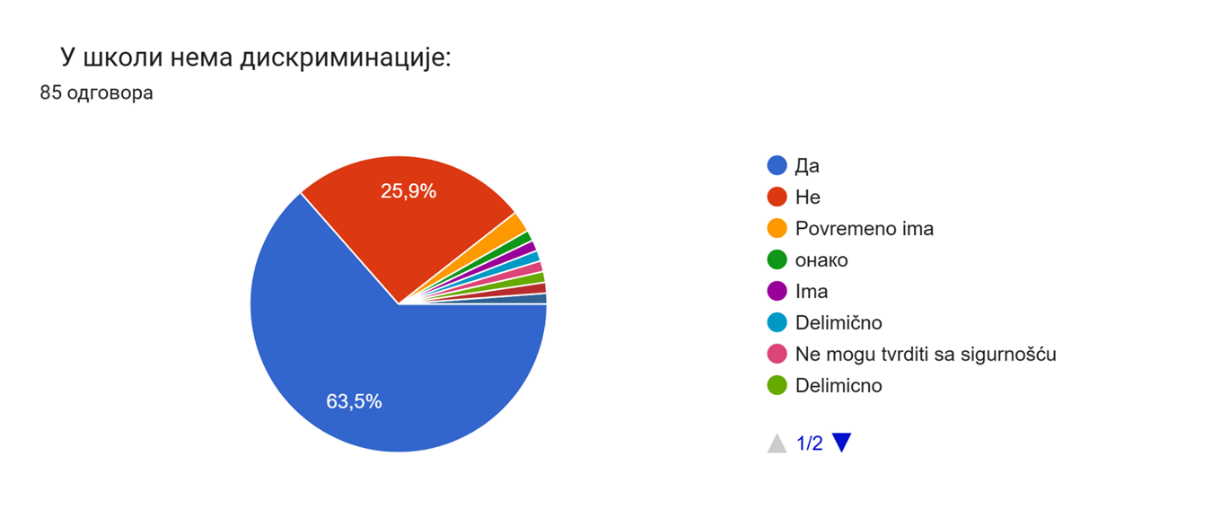 У школи нема дискриминације:
85 одговора
25,9%
63,5%
Да
Не
Povremeno ima
онако
Ima
Delimično
Ne mogu tvrditi sa sigurnošću
Delimicno
1/2